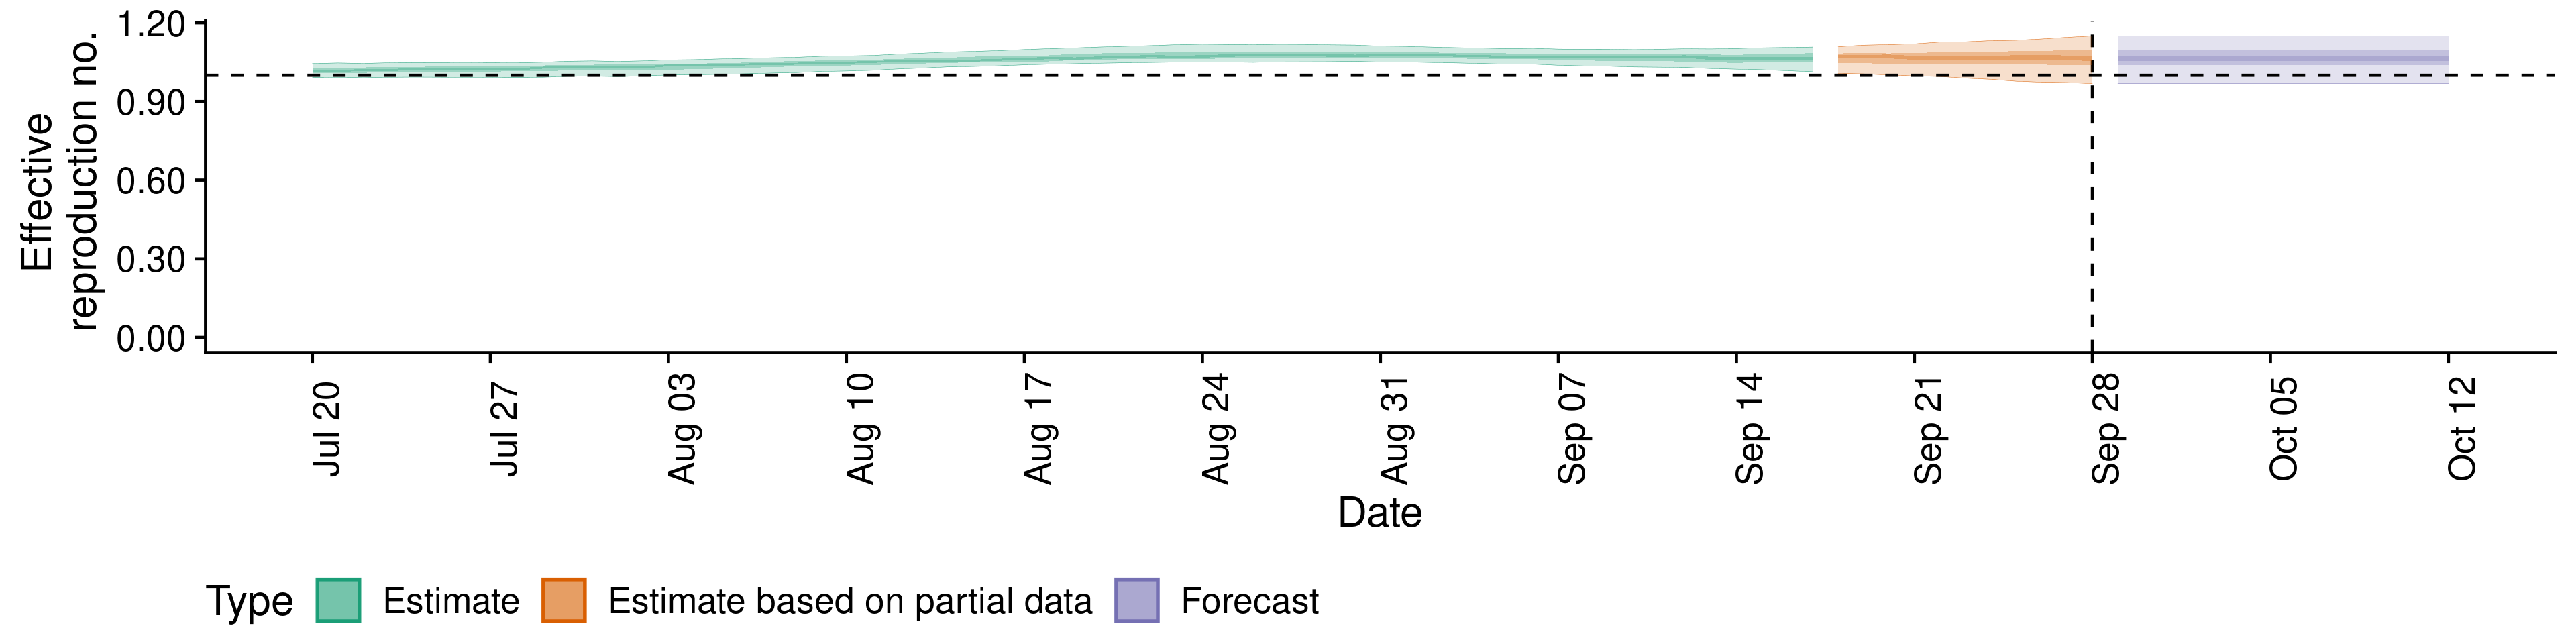 Effective
reproduction no.
1.20
0.90
0.60
0.30
0.00
Jul 20
Jul 27
Aug 03
Aug 10
Aug 17
Aug 24
Aug 31
Sep 07
Sep 14
Sep 21
Sep 28
Oct 05
Oct 12
Date
Type Estimate Estimate based on partial data Forecast